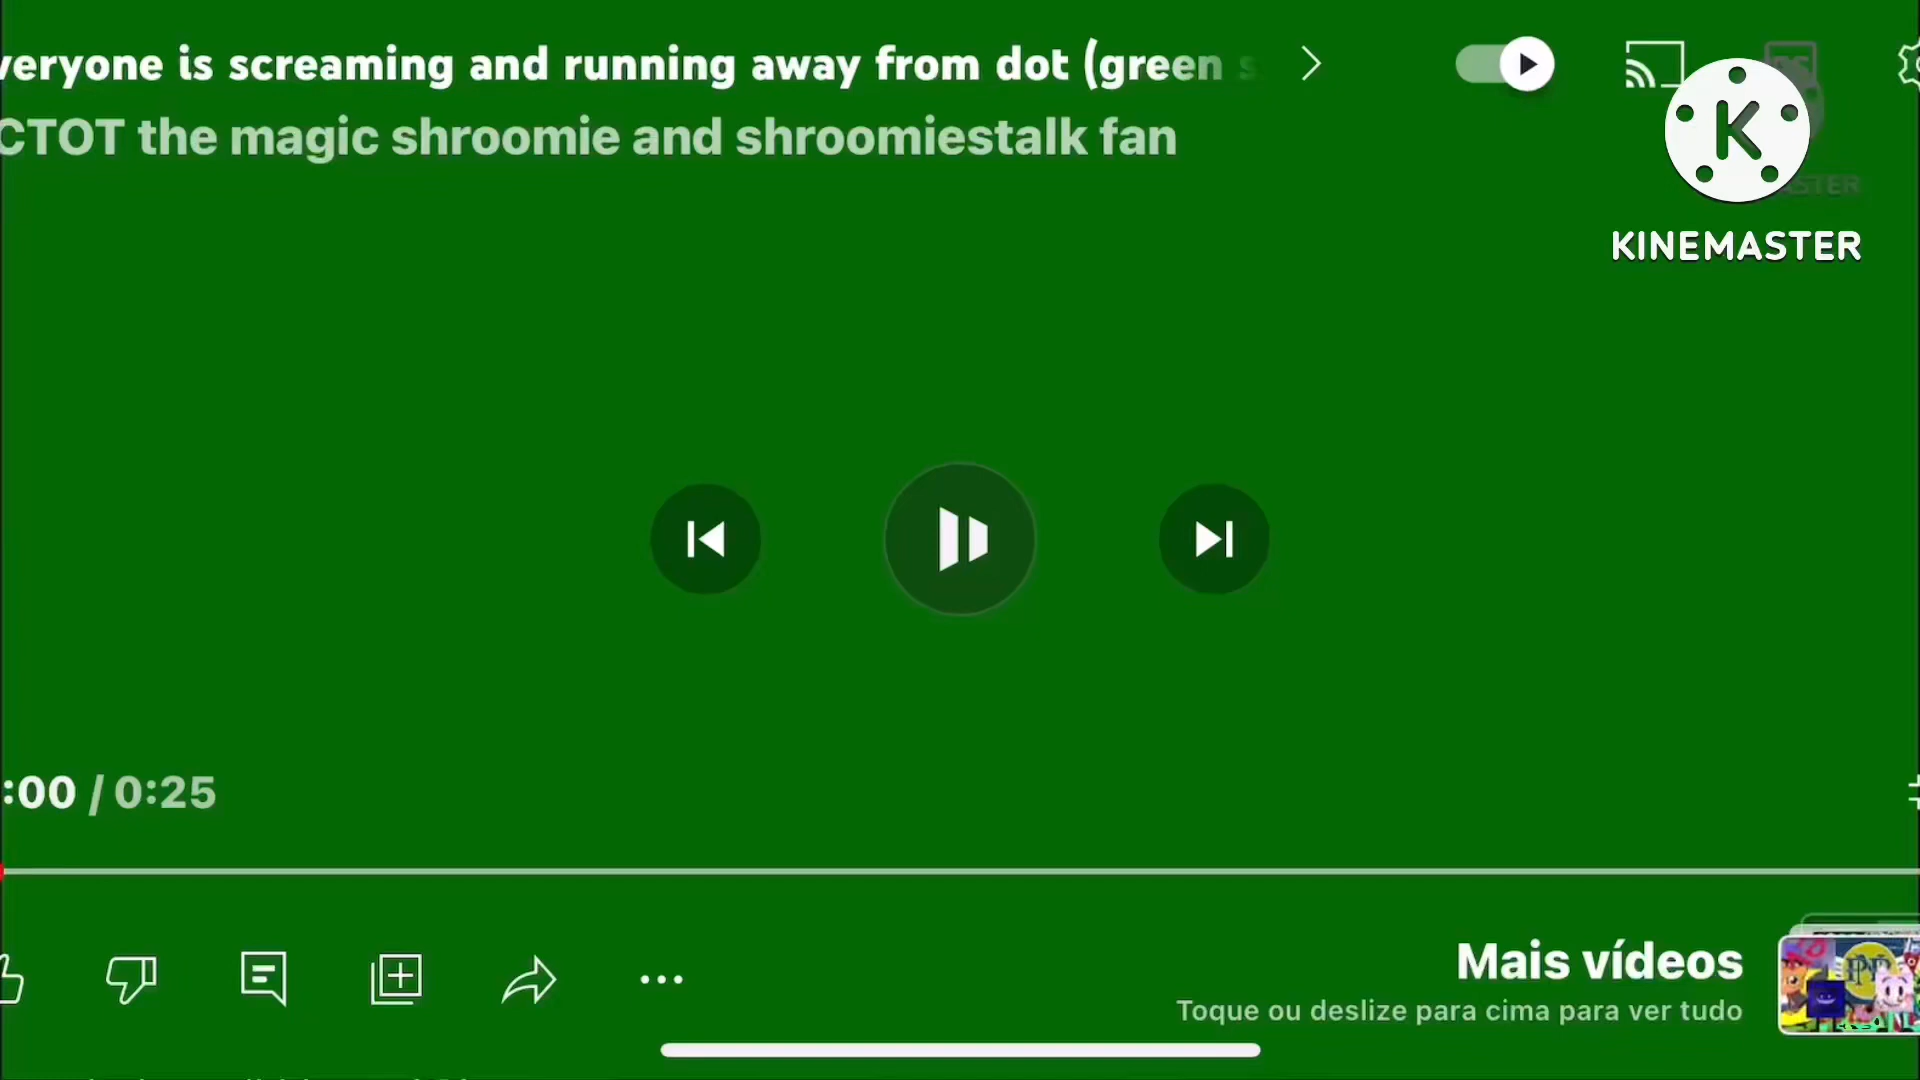 veryone is screaming and running away from dot (green s
CTOT the magic shroomie and shroomiestalk fan
K
KINEMASTER
:00 / 0:25
Mais vídeos
Toque ou deslize para cima para ver tudo